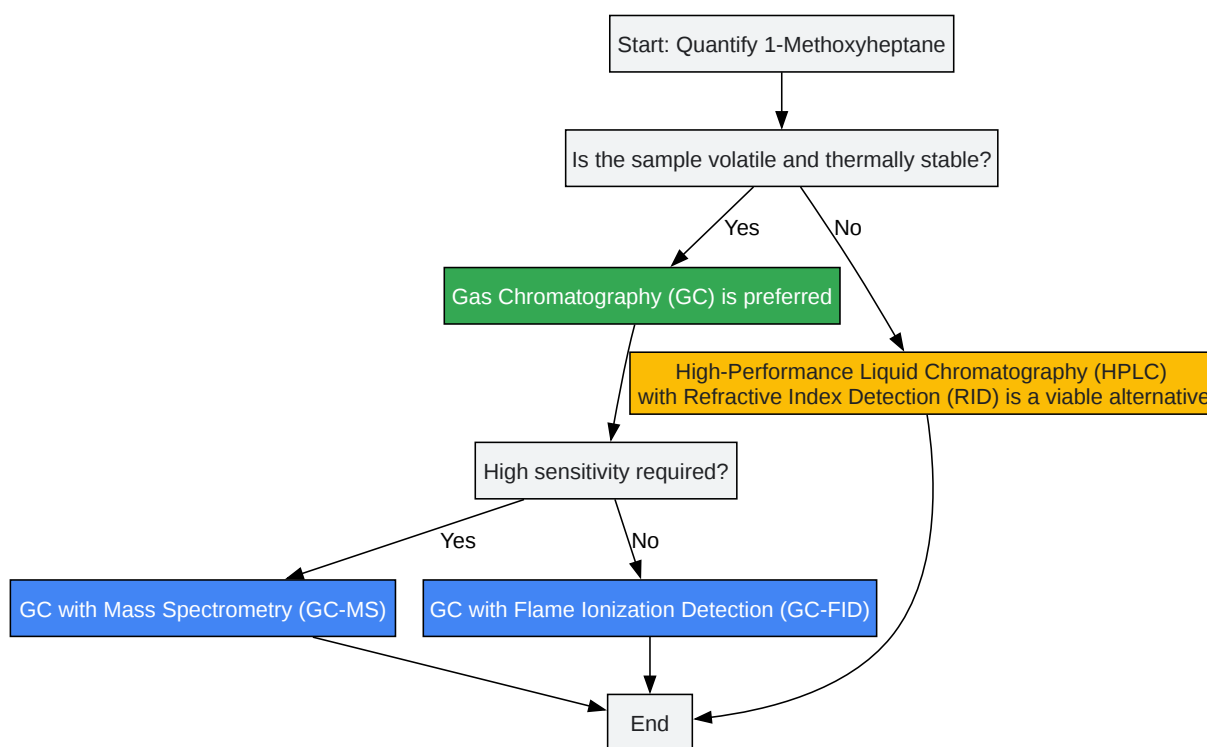 Start: Quantify 1-Methoxyheptane
Is the sample volatile and thermally stable?
Yes
No
Gas Chromatography (GC) is preferred
High-Performance Liquid Chromatography (HPLC)
with Refractive Index Detection (RID) is a viable alternative
High sensitivity required?
Yes
No
GC with Mass Spectrometry (GC-MS)
GC with Flame Ionization Detection (GC-FID)
End